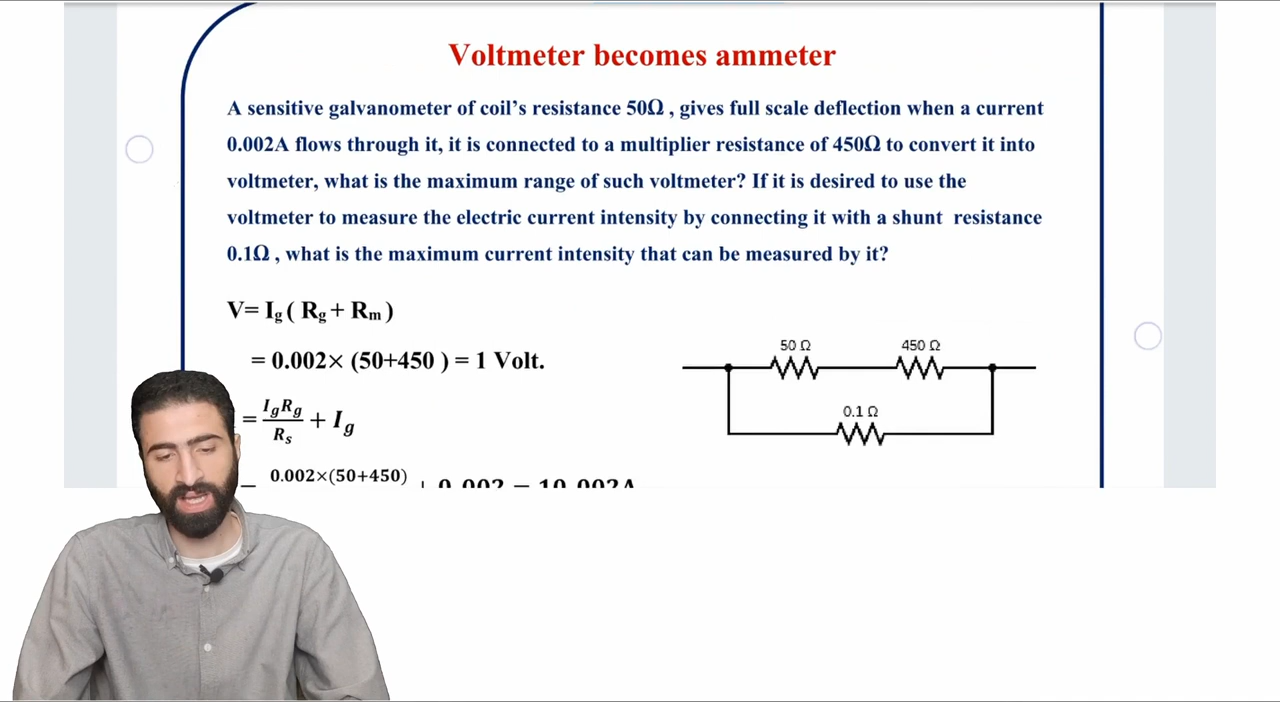 Voltmeter becomes ammeter
A sensitive galvanometer of coil's resistance 50Ω , gives full scale deflection when a current
0.002A flows through it, it is connected to a multiplier resistance of 450Ω to convert it into
voltmeter, what is the maximum range of such voltmeter? If it is desired to use the
voltmeter to measure the electric current intensity by connecting it with a shunt resistance
0.1Ω , what is the maximum current intensity that can be measured by it?
V= Ig ( Rg + Rm )
= 0.002× (50+450 ) = 1 Volt.
50 Ω
450 Ω
0.1 Ω
= IgRg / Rs + Ig
0.002×(50+450)
+ 0.002 = 10.002A